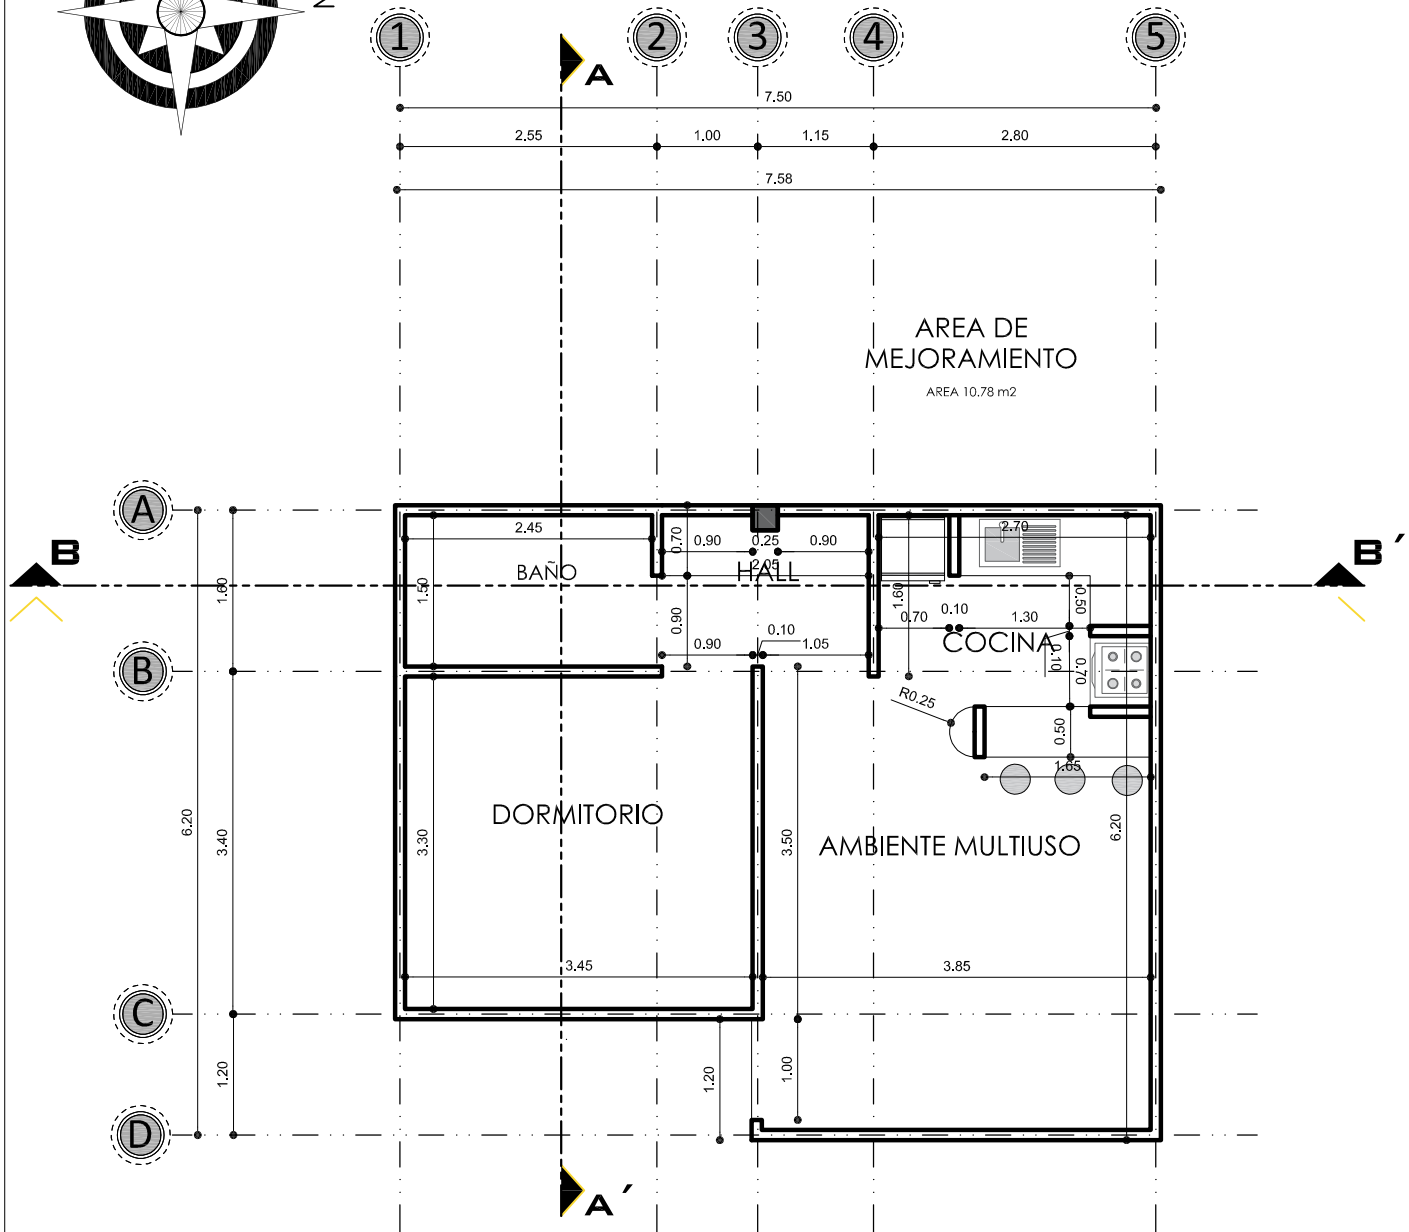 N
1 2 3 4 5
A
7.50
2.55 1.00 1.15 2.80
7.58
AREA DE
MEJORAMIENTO
AREA 10.78 m2
A
B
B´
2.45
0.70
0.90 0.25 0.90
2.70
BAÑO
2.05
HALL
1.60
1.50
1.60
0.50
0.70 0.10 1.30
0.90
0.90 0.10 1.05
COCINA
0.10
0.70
B
R0.25
0.50
1.65
DORMITORIO
6.20
3.40
3.30
3.50
6.20
AMBIENTE MULTIUSO
3.45
3.85
C
1.20
1.20
1.00
D
A´